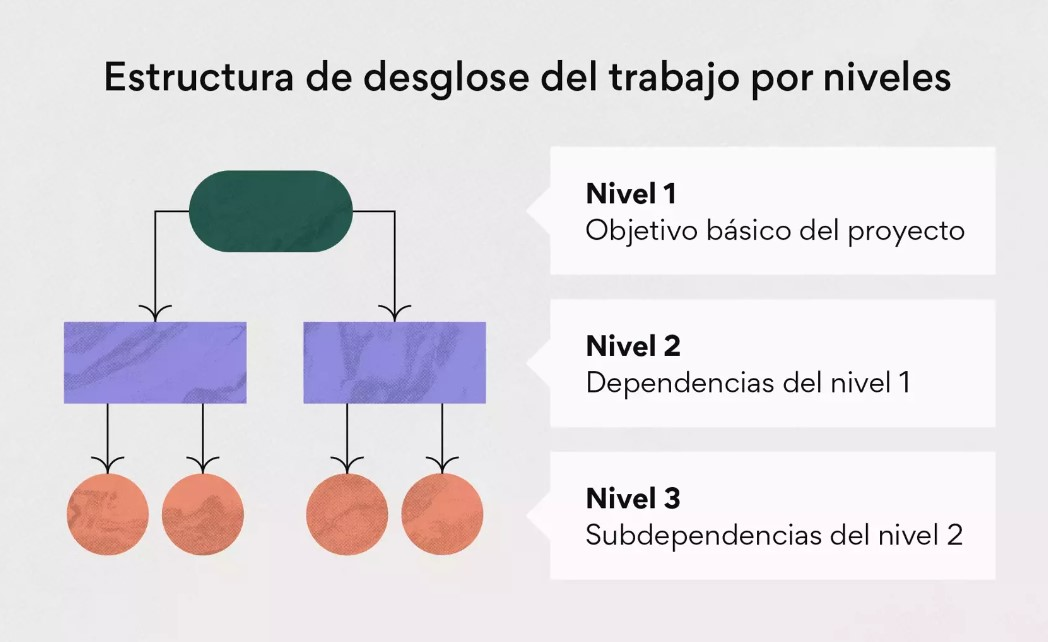 Estructura de desglose del trabajo por niveles
Nivel 1
Objetivo básico del proyecto
Nivel 2
Dependencias del nivel 1
Nivel 3
Subdependencias del nivel 2